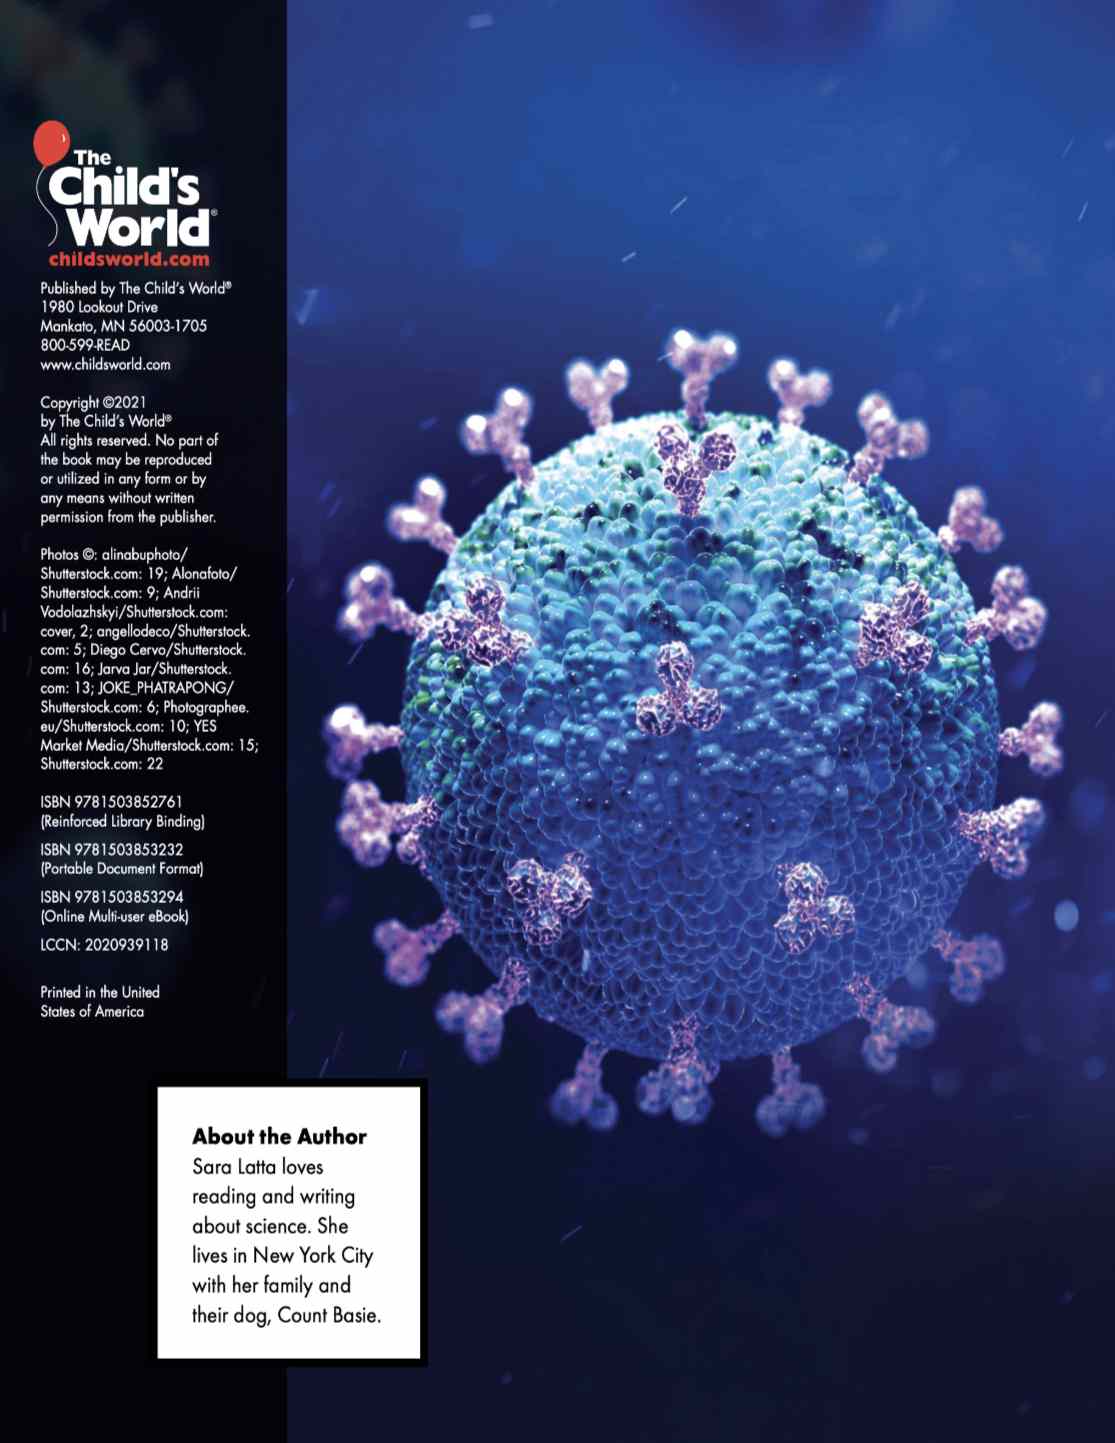 The
Child's
World®
childsworld.com
Published by The Child's World®
1980 Lookout Drive
Mankato, MN 56003-1705
800-599-READ
www.childsworld.com
Copyright ©2021
by The Child's World®
All rights reserved. No part of
the book may be reproduced
or utilized in any form or by
any means without written
permission from the publisher.
Photos ©: alinabuphoto/
Shutterstock.com: 19; Alonafoto/
Shutterstock.com: 9; Andrii
Vodolazhskyi/Shutterstock.com:
cover, 2; angellodeco/Shutterstock.
com: 5; Diego Cervo/Shutterstock.
com: 16; Jarva Jar/Shutterstock.
com: 13; JOKE_PHATRAPONG/
Shutterstock.com: 6; Photographee.
eu/Shutterstock.com: 10; YES
Market Media/Shutterstock.com: 15;
Shutterstock.com: 22
ISBN 9781503852761
(Reinforced Library Binding)
ISBN 9781503853232
(Portable Document Format)
ISBN 9781503853294
(Online Multi-user eBook)
LCCN: 2020939118
Printed in the United
States of America
About the Author
Sara Latta loves
reading and writing
about science. She
lives in New York City
with her family and
their dog, Count Basie.